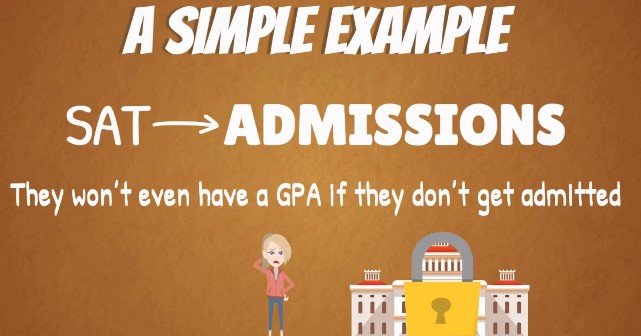 A SIMPLE EXAMPLE
SAT → ADMISSIONS
They won't even have a GPA if they don't get admitted